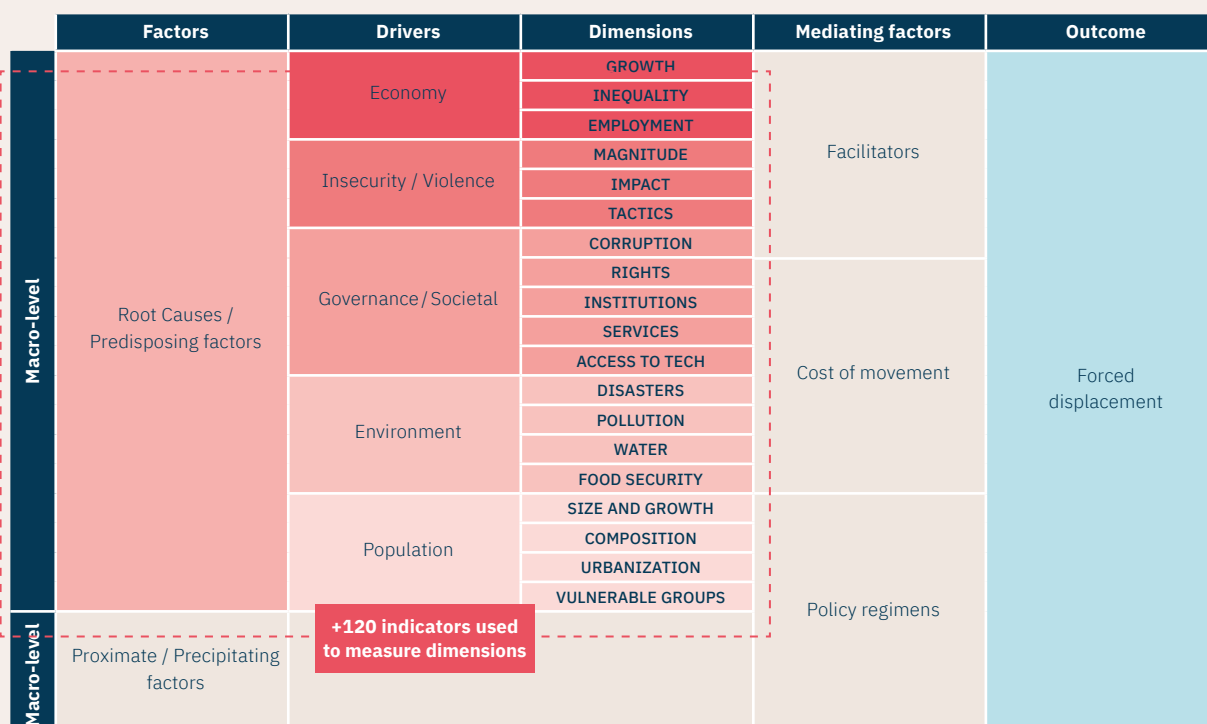 Factors
Drivers
Dimensions
Mediating factors
Outcome
Macro-level
Root Causes /
Predisposing factors
Economy
GROWTH
INEQUALITY
EMPLOYMENT
Insecurity / Violence
MAGNITUDE
IMPACT
TACTICS
Governance / Societal
CORRUPTION
RIGHTS
INSTITUTIONS
SERVICES
ACCESS TO TECH
Environment
DISASTERS
POLLUTION
WATER
FOOD SECURITY
Population
SIZE AND GROWTH
COMPOSITION
URBANIZATION
VULNERABLE GROUPS
Facilitators
Cost of movement
Policy regimens
Forced
displacement
+120 indicators used
to measure dimensions
Macro-level
Proximate / Precipitating
factors